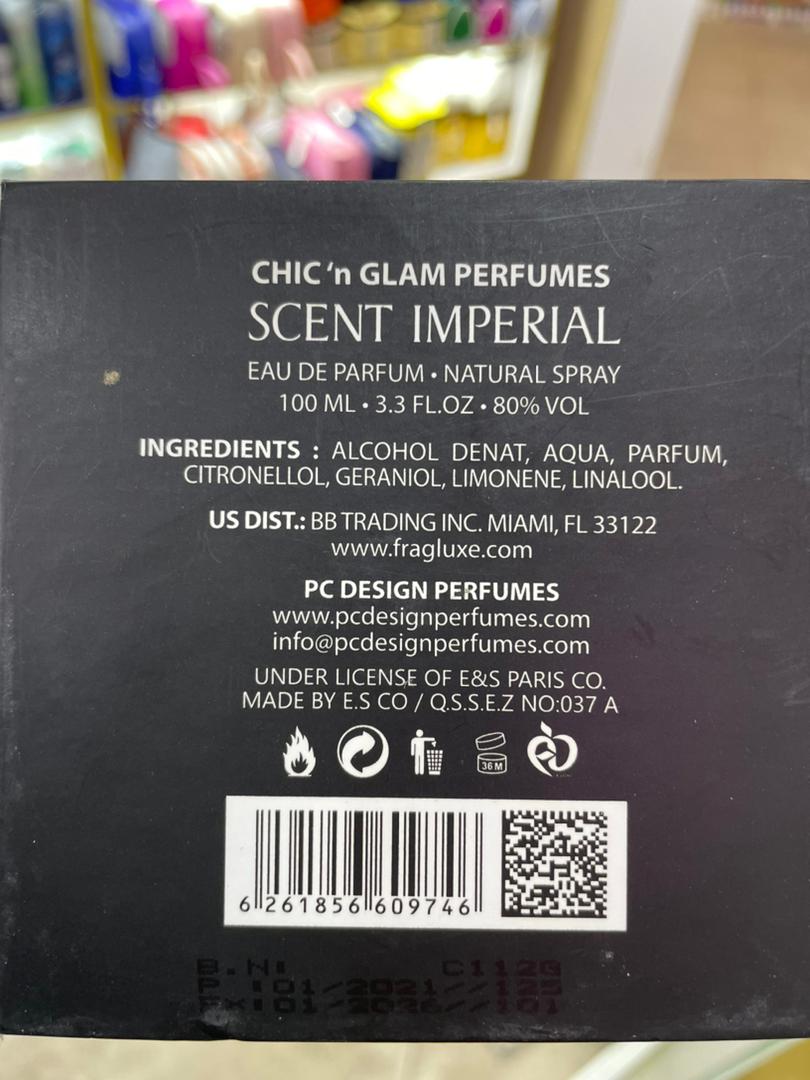 CHIC 'n GLAM PERFUMES
SCENT IMPERIAL
EAU DE PARFUM • NATURAL SPRAY
100 ML • 3.3 FL.OZ • 80% VOL
INGREDIENTS : ALCOHOL DENAT, AQUA, PARFUM,
CITRONELLOL, GERANIOL, LIMONENE, LINALOOL.
US DIST.: BB TRADING INC. MIAMI, FL 33122
www.fragluxe.com
PC DESIGN PERFUMES
www.pcdesignperfumes.com
info@pcdesignperfumes.com
UNDER LICENSE OF E&S PARIS CO.
MADE BY E.S CO / Q.S.S.E.Z NO:037 A
36 M
6 261856 609746
B.N:
P :01/2021//125
EX:01/2026//101